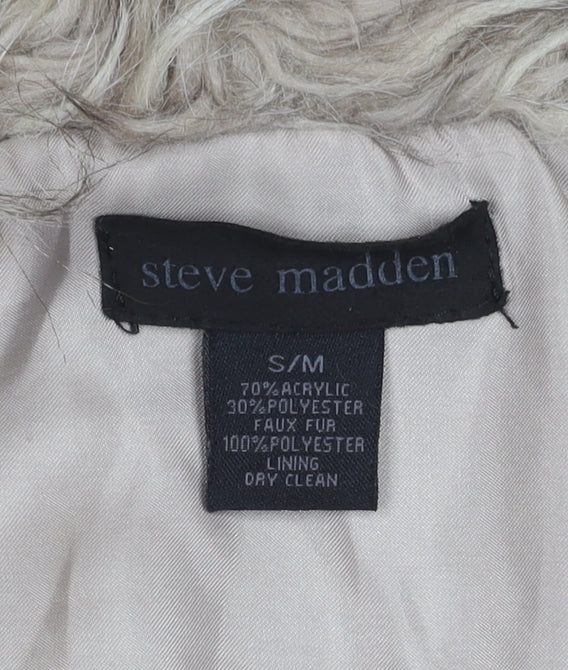 steve madden
S/M
70%ACRYLIC
30%POLYESTER
FAUX FUR
100%POLYESTER
LINING
DRY CLEAN